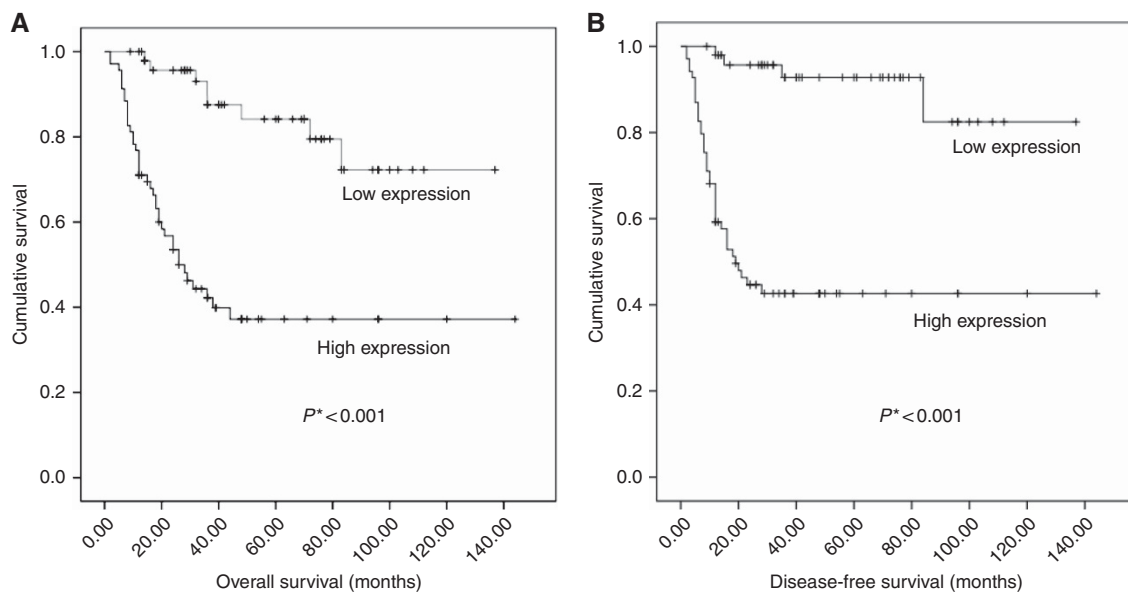 A
1.0
0.8
0.6
0.4
0.2
0.0
Cumulative survival
Low expression
High expression
P*<0.001
0.00 20.00 40.00 60.00 80.00 100.00 120.00 140.00
Overall survival (months)
B
1.0
0.8
0.6
0.4
0.2
0.0
Cumulative survival
Low expression
High expression
P*<0.001
0.00 20.00 40.00 60.00 80.00 100.00 120.00 140.00
Disease-free survival (months)